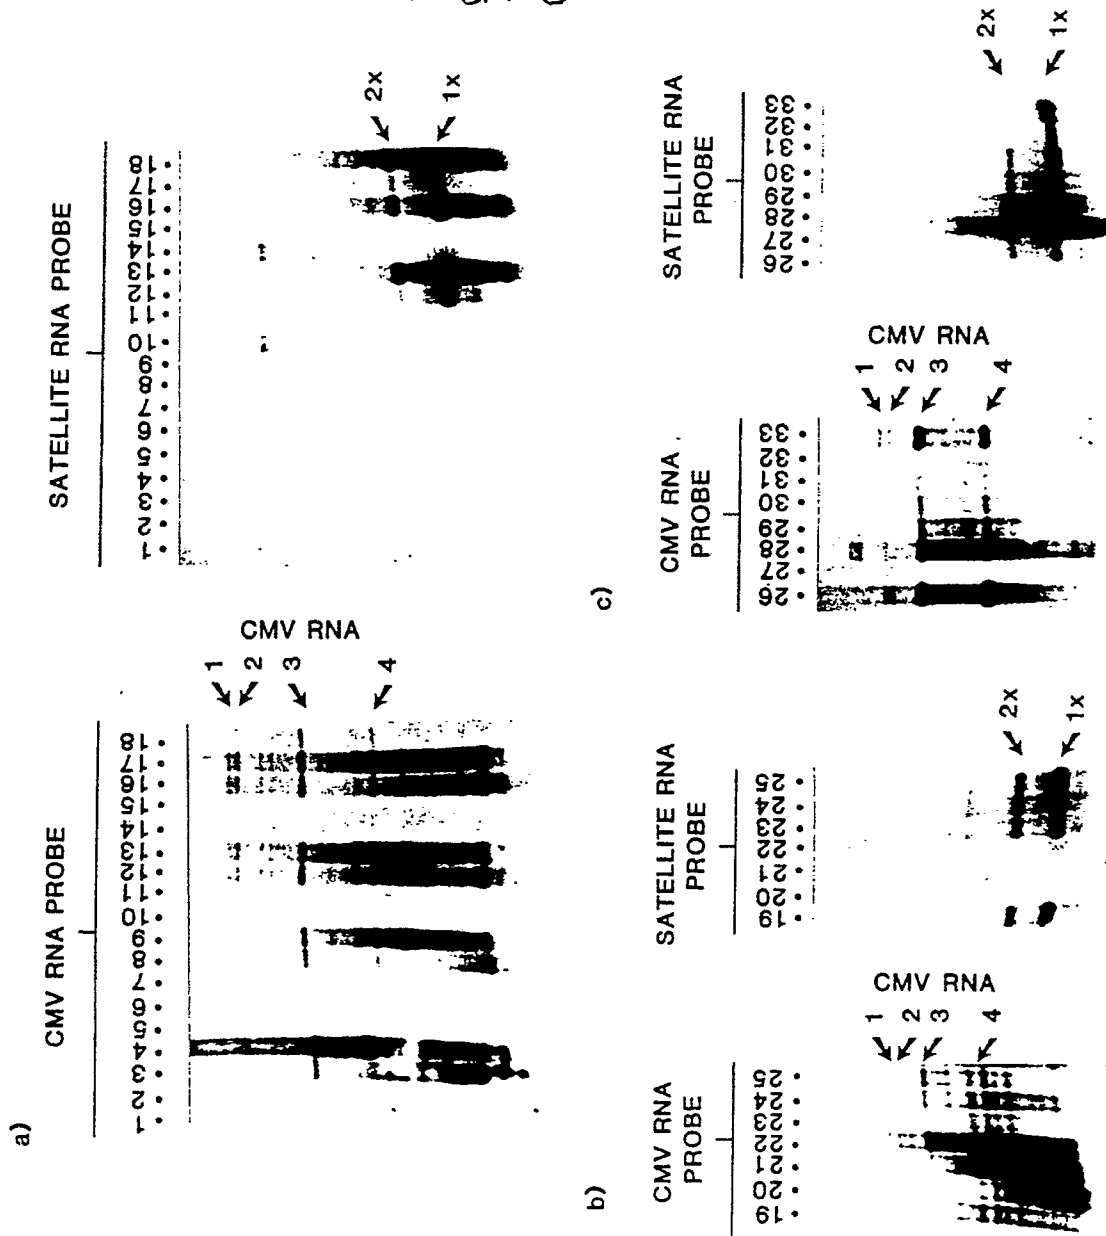 a)
CMV RNA PROBE
1 2 3 4 5 6 7 8 9 10 11 12 13 14 15 16 17 18
1
2
3
4
CMV RNA
SATELLITE RNA PROBE
1 2 3 4 5 6 7 8 9 10 11 12 13 14 15 16 17 18
2x
1x
b)
CMV RNA
PROBE
19 20 21 22 23 24 25
1
2
3
4
CMV RNA
SATELLITE RNA
PROBE
19 20 21 22 23 24 25
2x
1x
c)
CMV RNA
PROBE
26 27 28 29 30 31 32 33
1
2
3
4
CMV RNA
SATELLITE RNA
PROBE
26 27 28 29 30 31 32 33
2x
1x